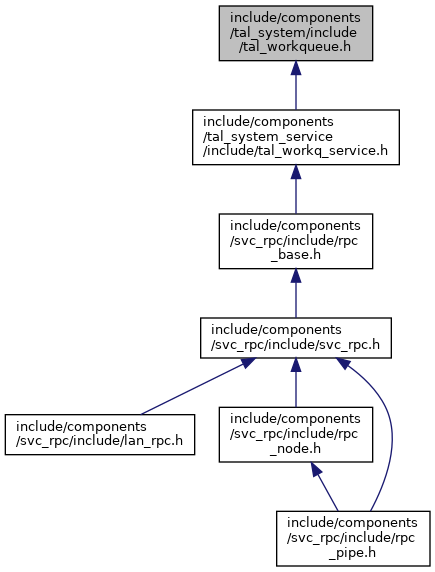 include/components
/tal_system/include
/tal_workqueue.h
include/components
/tal_system_service
/include/tal_workq_service.h
include/components
/svc_rpc/include/rpc
_base.h
include/components
/svc_rpc/include/svc_rpc.h
include/components
/svc_rpc/include/lan_rpc.h
include/components
/svc_rpc/include/rpc
_node.h
include/components
/svc_rpc/include/rpc
_pipe.h